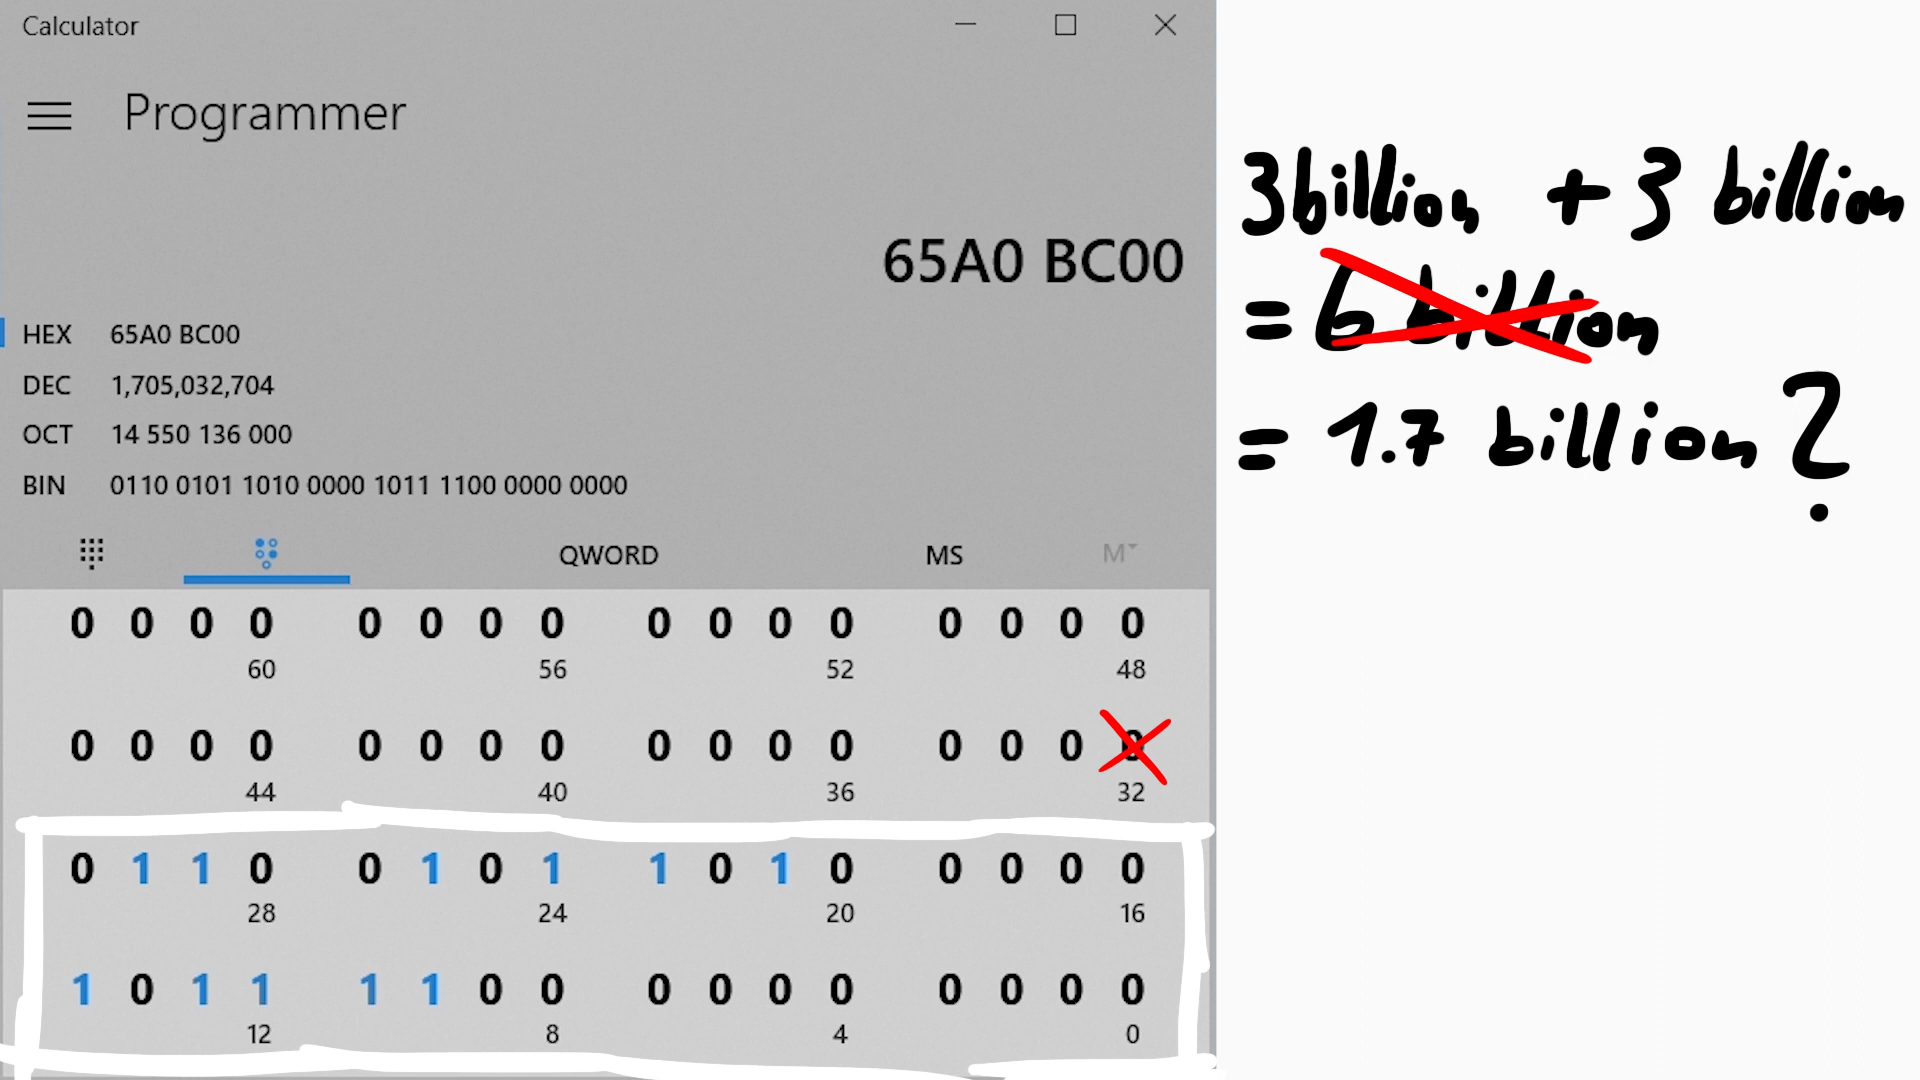 Calculator
Programmer
65A0 BC00
HEX 65A0 BC00
DEC 1,705,032,704
OCT 14 550 136 000
BIN 0110 0101 1010 0000 1011 1100 0000 0000
QWORD MS M
0 0 0 0 0 0 0 0 0 0 0 0 0 0 0 0
60 56 52 48
0 0 0 0 0 0 0 0 0 0 0 0 0 0 0 0
44 40 36 32
0 1 1 0 0 1 0 1 1 0 1 0 0 0 0 0
28 24 20 16
1 0 1 1 1 1 0 0 0 0 0 0 0 0 0 0
12 8 4 0
3 billion + 3 billion
= 6 billion
= 1.7 billion ?